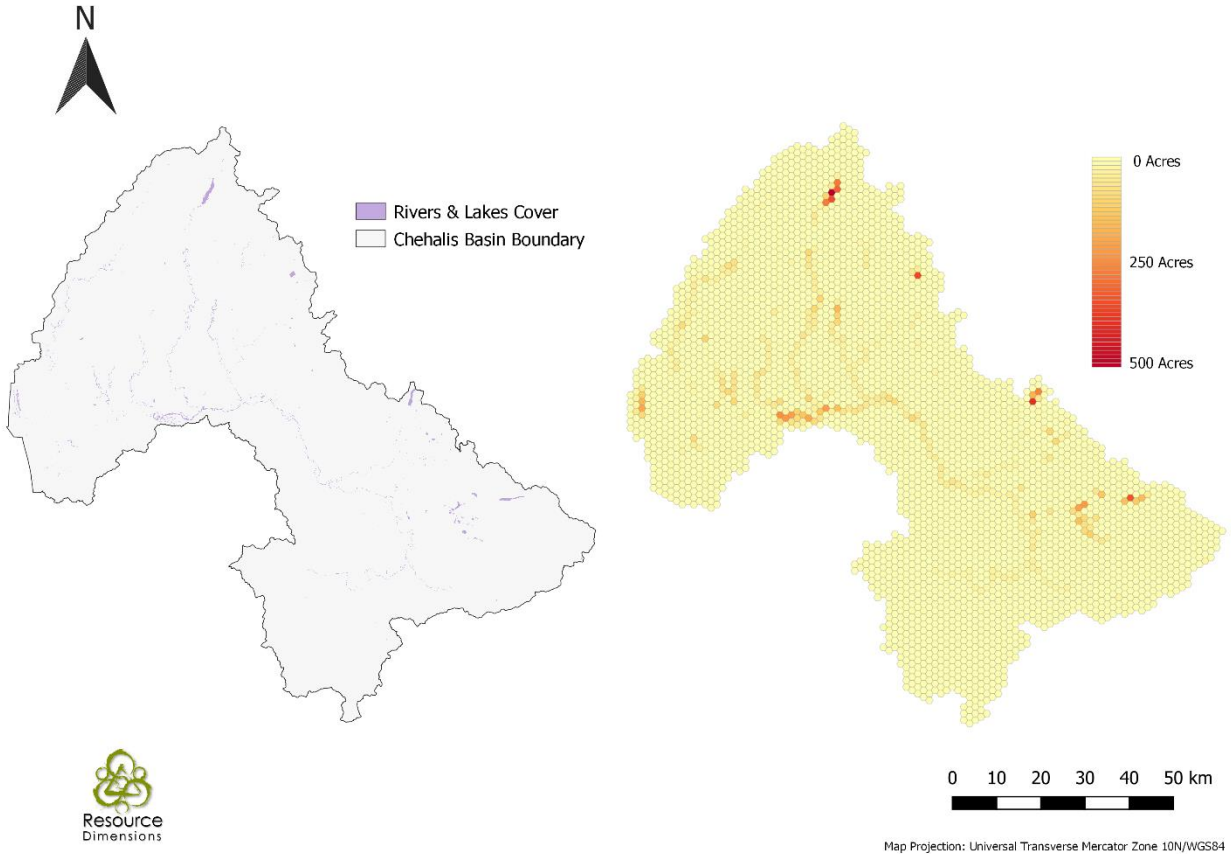 N
Rivers & Lakes Cover
Chehalis Basin Boundary
0 Acres
250 Acres
500 Acres
Resource
Dimensions
0 10 20 30 40 50 km
Map Projection: Universal Transverse Mercator Zone 10N/WGS84